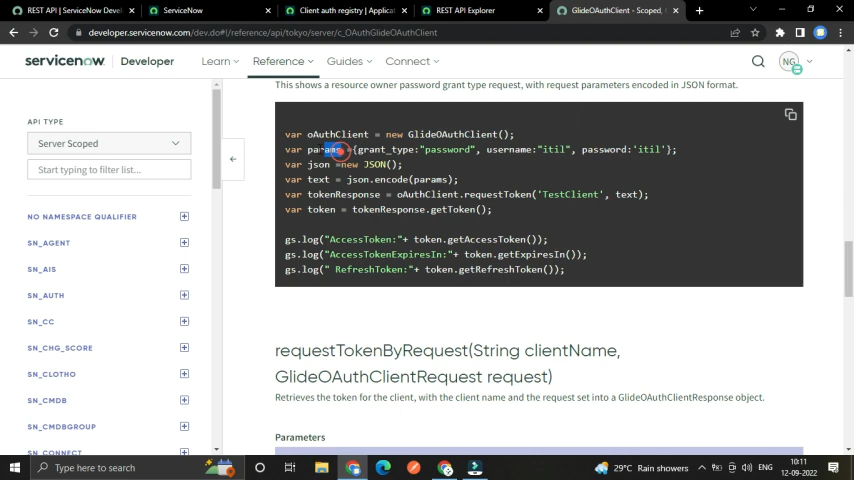 REST API | ServiceNow Devel
ServiceNow
Client auth registry | Applicat
REST API Explorer
GlideOAuthClient - Scoped, 
developer.servicenow.com/dev.do#!/reference/api/tokyo/server/c_OAuthGlideOAuthClient
servicenow. Developer
Learn
Reference
Guides
Connect
NG
This shows a resource owner password grant type request, with request parameters encoded in JSON format.
API TYPE
Server Scoped
Start typing to filter list...
NO NAMESPACE QUALIFIER
SN_AGENT
SN_AIS
SN_AUTH
SN_CC
SN_CHG_SCORE
SN_CLOTHO
SN_CMDB
SN_CMDBGROUP
SN_CONNECT
var oAuthClient = new GlideOAuthClient();
var params ={grant_type:"password", username:"itil", password:'itil'};
var json =new JSON();
var text = json.encode(params);
var tokenResponse = oAuthClient.requestToken('TestClient', text);
var token = tokenResponse.getToken();
gs.log("AccessToken:"+ token.getAccessToken());
gs.log("AccessTokenExpiresIn:"+ token.getExpiresIn());
gs.log(" RefreshToken:"+ token.getRefreshToken());
requestTokenByRequest(String clientName,
GlideOAuthClientRequest request)
Retrieves the token for the client, with the client name and the request set into a GlideOAuthClientResponse object.
Parameters
Type here to search
29°C Rain showers
ENG
10:11
12-09-2022